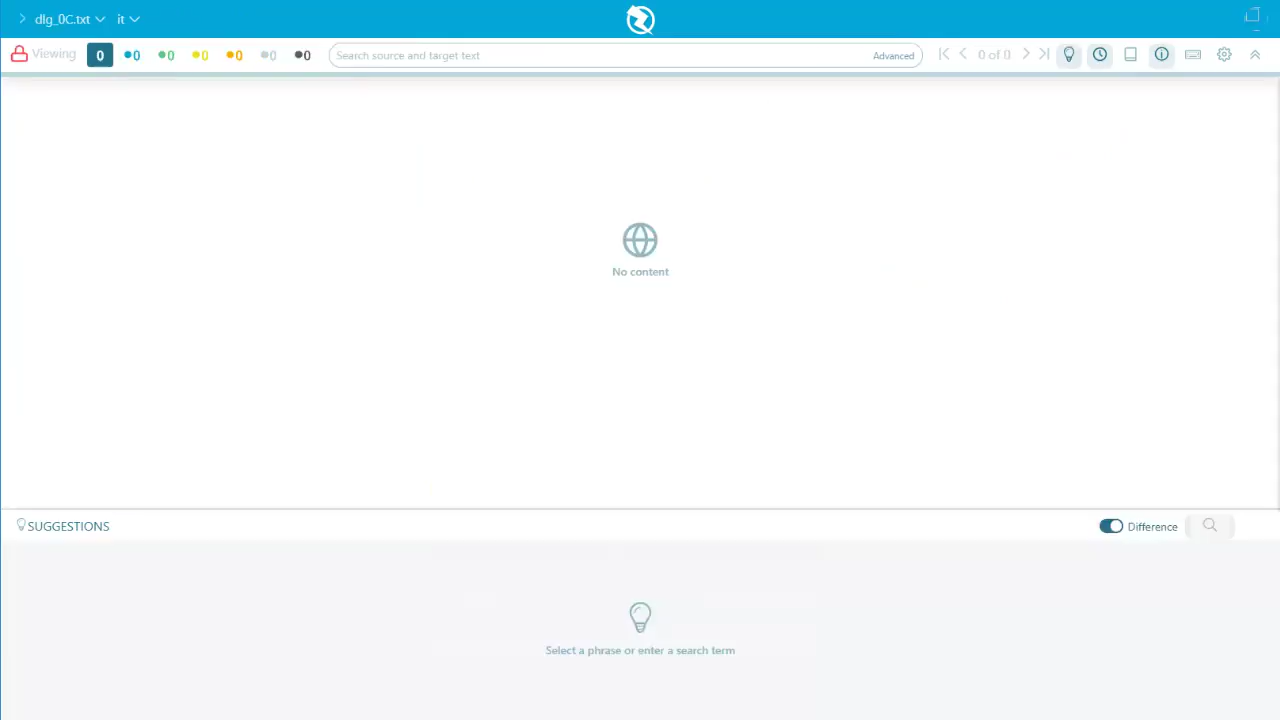 dlg_0C.txt it
Viewing 0 0 0 0 0 0 0 Search source and target text Advanced 0 of 0
No content
SUGGESTIONS Difference
Select a phrase or enter a search term